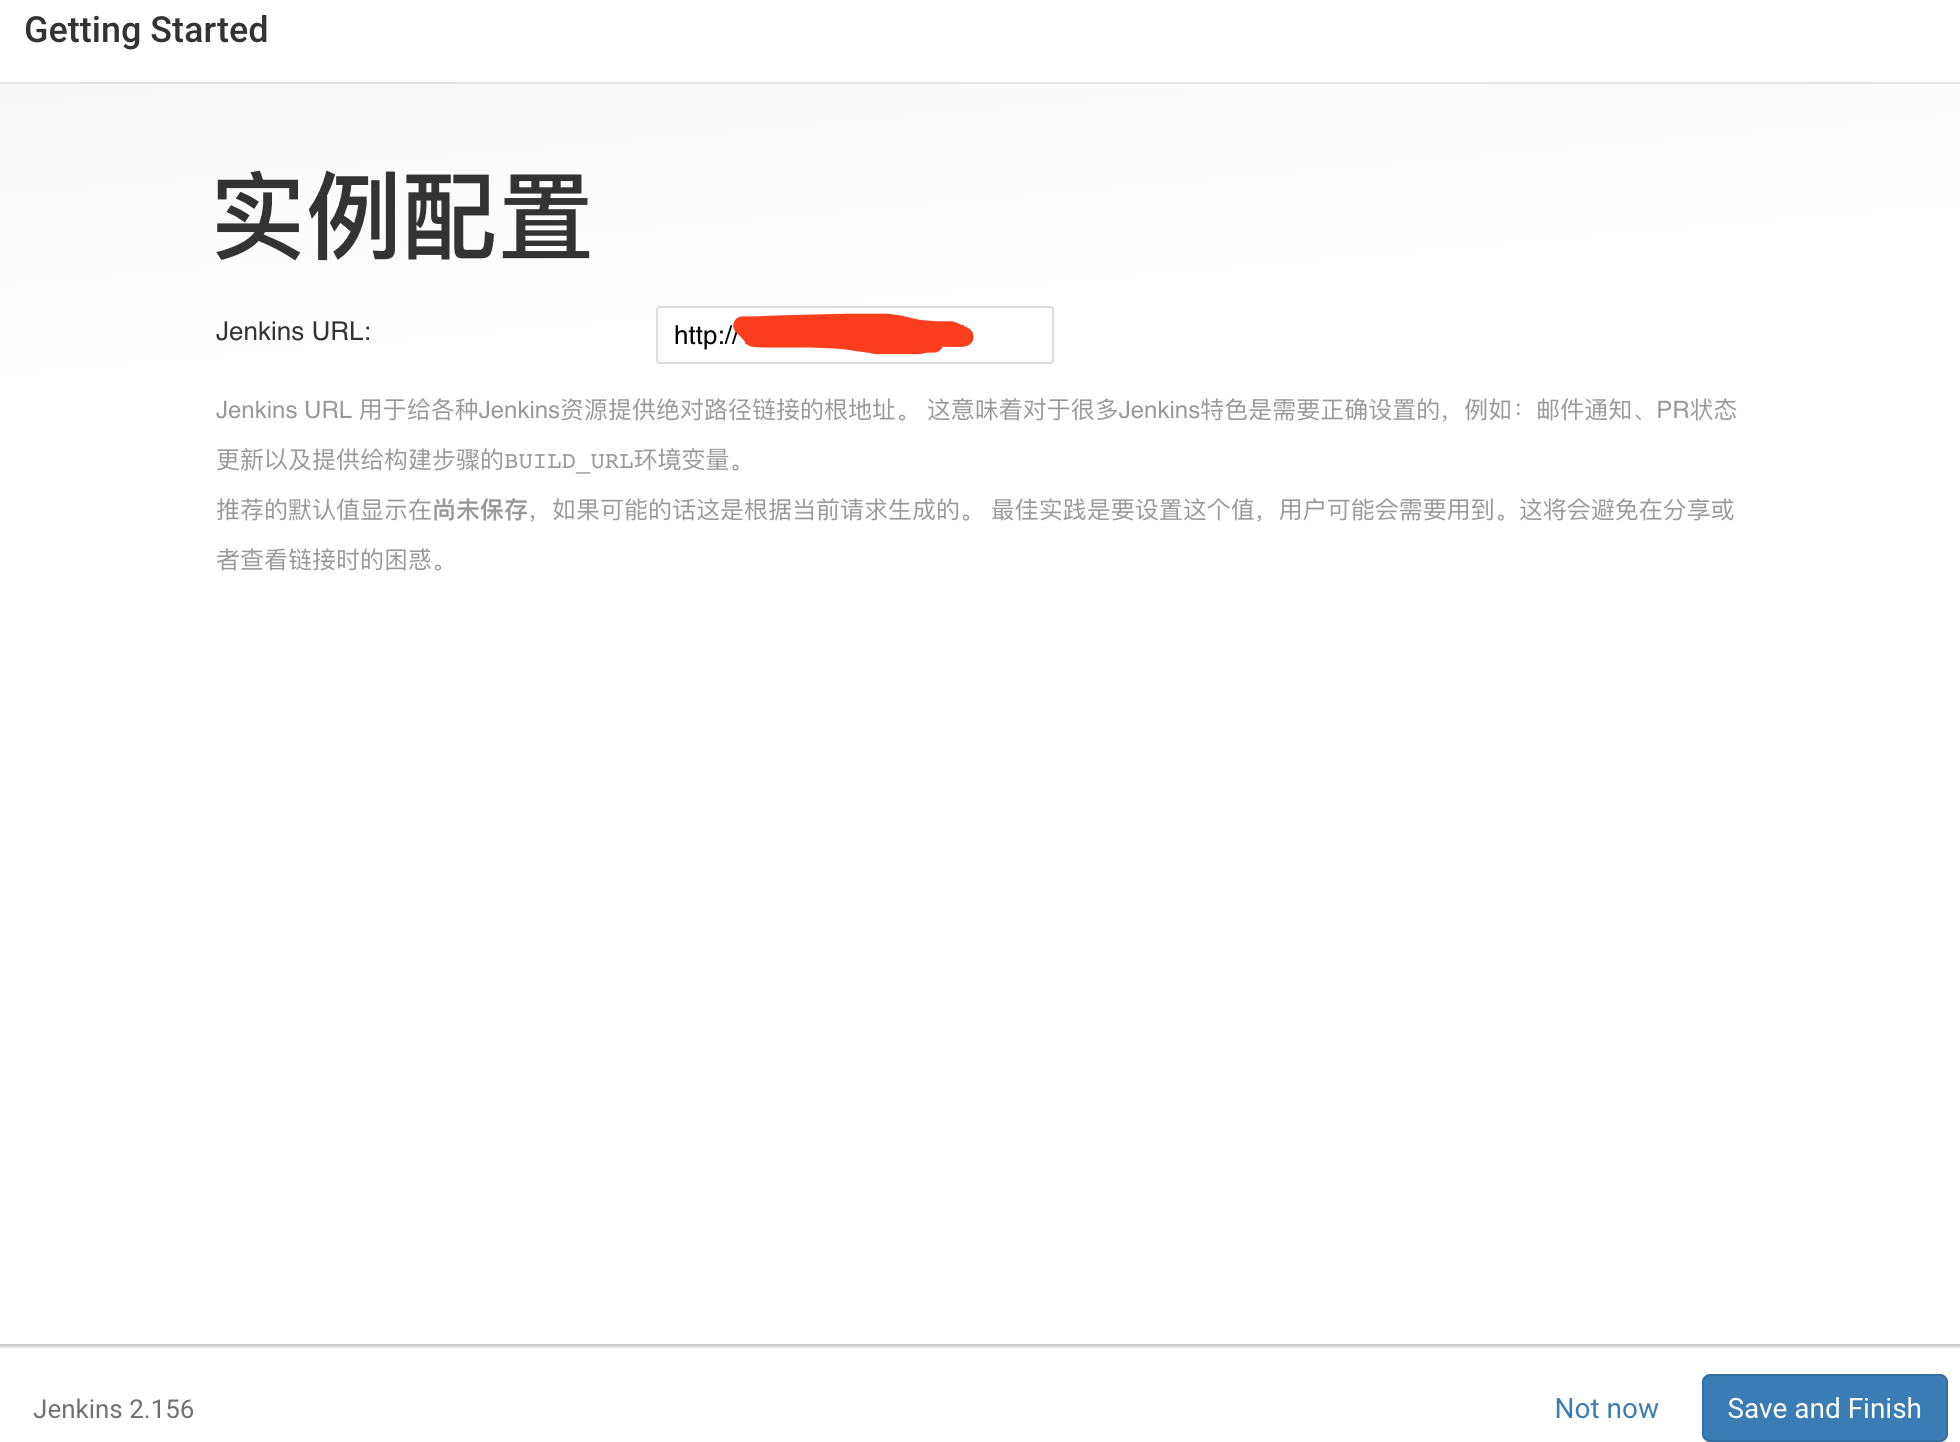 Getting Started
实例配置
Jenkins URL:
http://
Jenkins URL 用于给各种Jenkins资源提供绝对路径链接的根地址。 这意味着对于很多Jenkins特色是需要正确设置的，例如：邮件通知、PR状态
更新以及提供给构建步骤的BUILD_URL环境变量。
推荐的默认值显示在尚未保存，如果可能的话这是根据当前请求生成的。 最佳实践是要设置这个值，用户可能会需要用到。这将会避免在分享或
者查看链接时的困惑。
Jenkins 2.156
Not now
Save and Finish